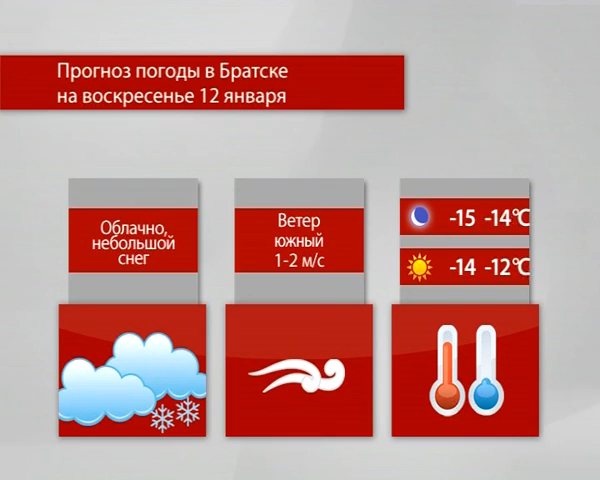 Прогноз погоды в Братске
на воскресенье 12 января
Облачно,
небольшой
снег
Ветер
южный
1-2 м/с
-15 -14°C
-14 -12°C